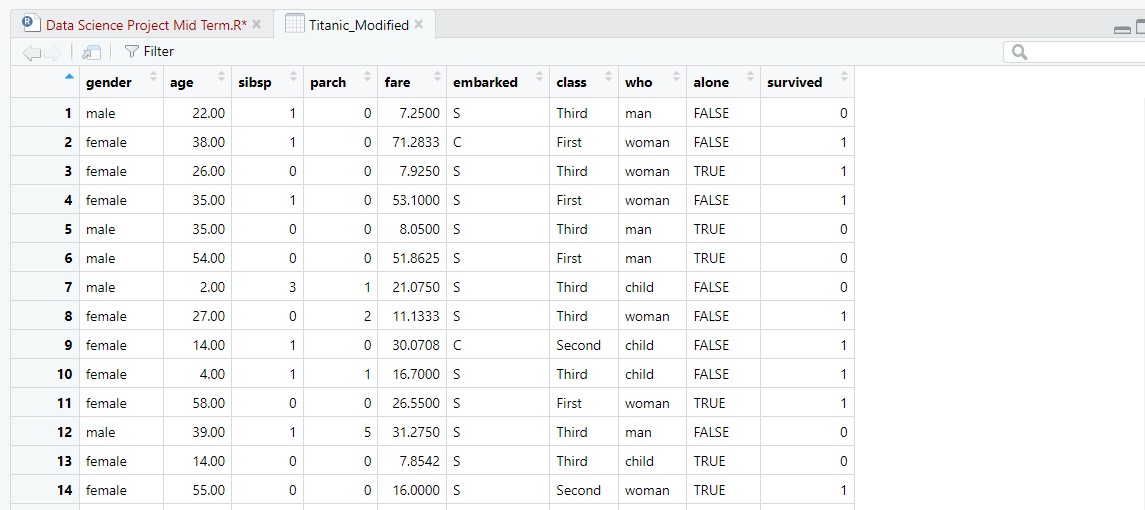 Data Science Project Mid Term.R* Titanic_Modified
Filter
gender age sibsp parch fare embarked class who alone survived
1 male 22.00 1 0 7.2500 S Third man FALSE 0
2 female 38.00 1 0 71.2833 C First woman FALSE 1
3 female 26.00 0 0 7.9250 S Third woman TRUE 1
4 female 35.00 1 0 53.1000 S First woman FALSE 1
5 male 35.00 0 0 8.0500 S Third man TRUE 0
6 male 54.00 0 0 51.8625 S First man TRUE 0
7 male 2.00 3 1 21.0750 S Third child FALSE 0
8 female 27.00 0 2 11.1333 S Third woman FALSE 1
9 female 14.00 1 0 30.0708 C Second child FALSE 1
10 female 4.00 1 1 16.7000 S Third child FALSE 1
11 female 58.00 0 0 26.5500 S First woman TRUE 1
12 male 39.00 1 5 31.2750 S Third man FALSE 0
13 female 14.00 0 0 7.8542 S Third child TRUE 0
14 female 55.00 0 0 16.0000 S Second woman TRUE 1